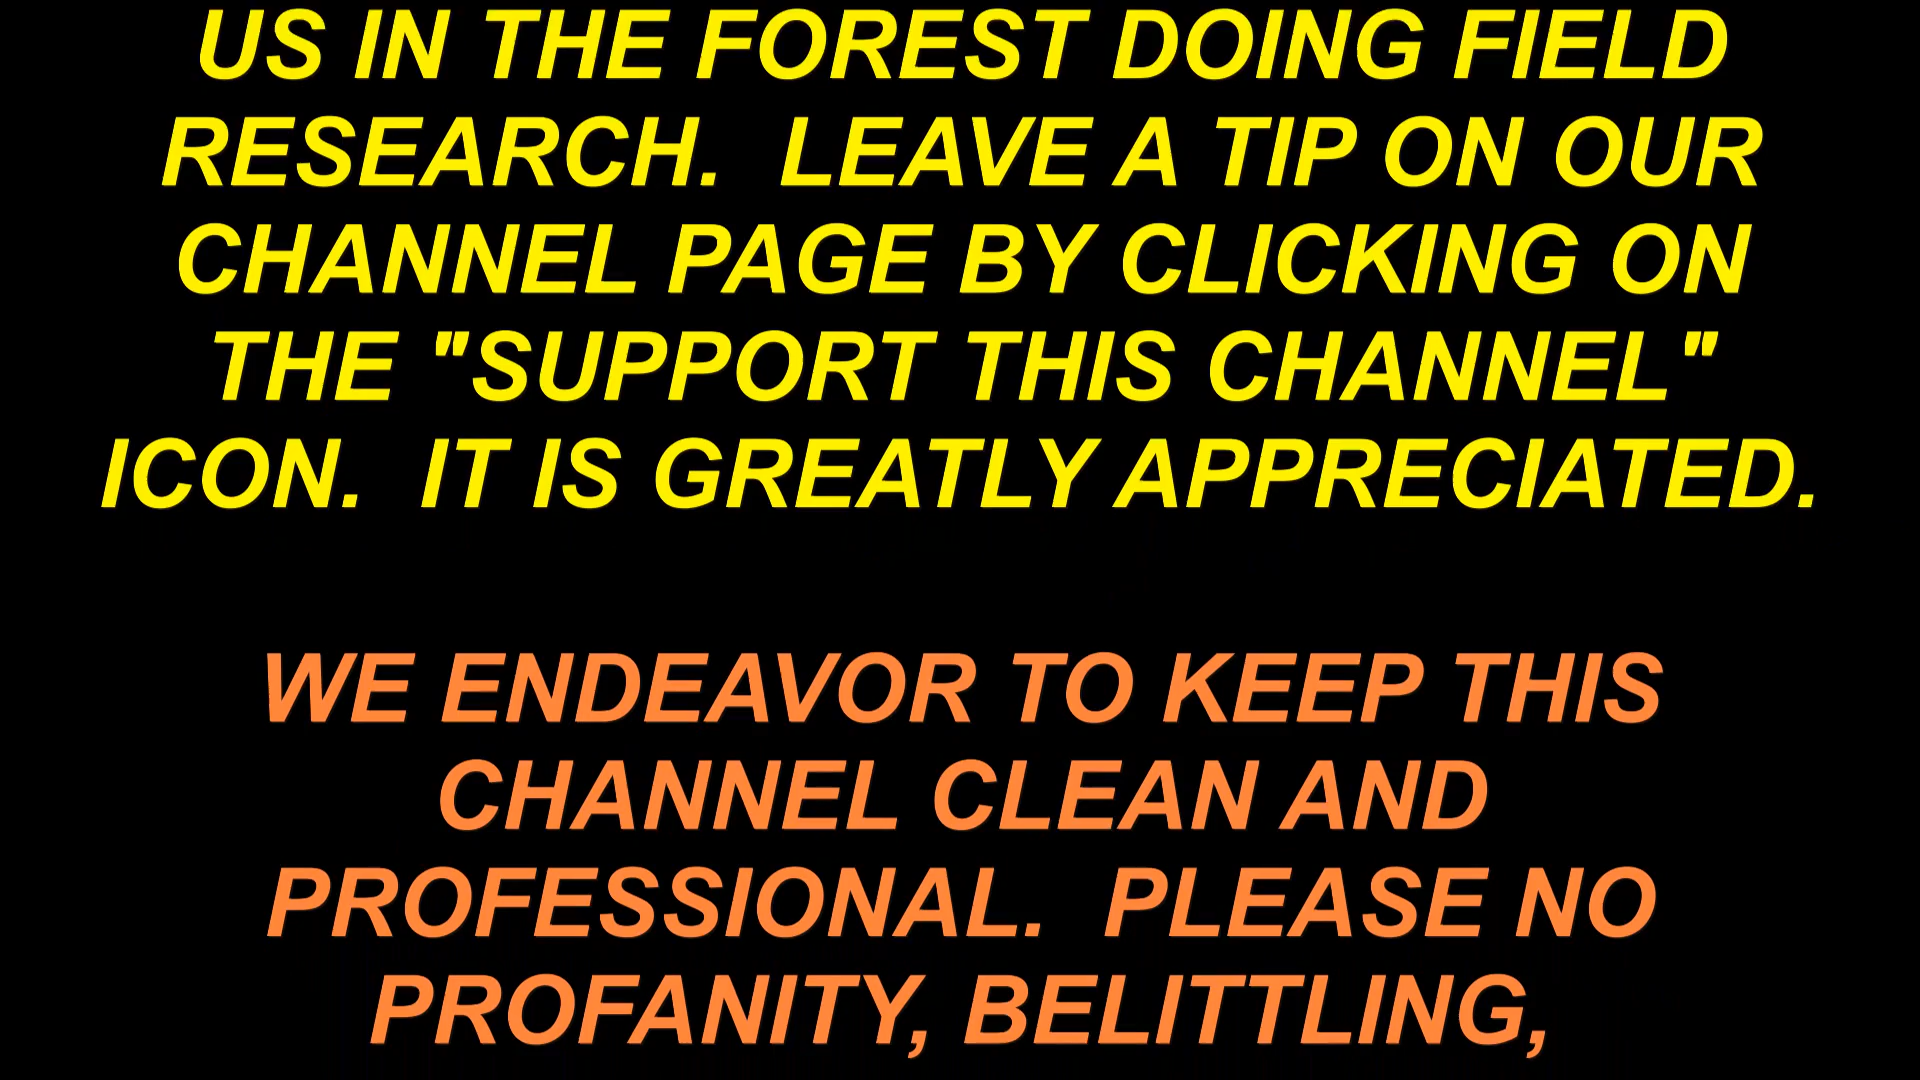 US IN THE FOREST DOING FIELD
RESEARCH.  LEAVE A TIP ON OUR
CHANNEL PAGE BY CLICKING ON
THE "SUPPORT THIS CHANNEL"
ICON.  IT IS GREATLY APPRECIATED.
WE ENDEAVOR TO KEEP THIS
CHANNEL CLEAN AND
PROFESSIONAL.  PLEASE NO
PROFANITY, BELITTLING,